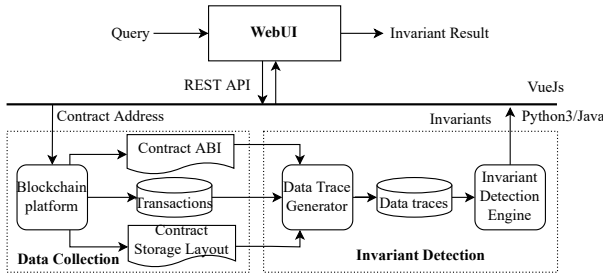 Query
WebUI
Invariant Result
REST API
VueJs
Contract Address
Invariants
Python3/Java
Contract ABI
Blockchain
platform
Transactions
Data Trace
Generator
Data traces
Invariant
Detection
Engine
Contract
Storage Layout
Data Collection
Invariant Detection